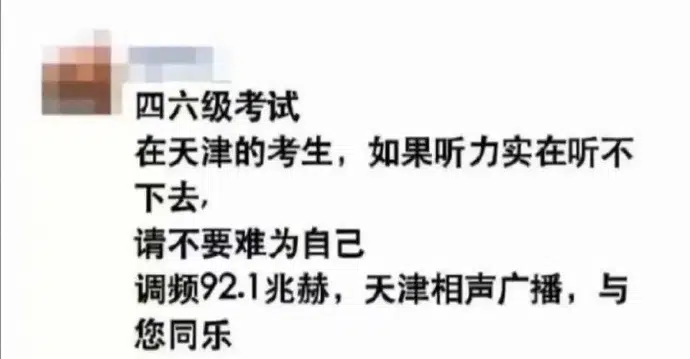 四六级考试
在天津的考生，如果听力实在听不
下去,
请不要难为自己
调频92.1兆赫，天津相声广播，与
您同乐